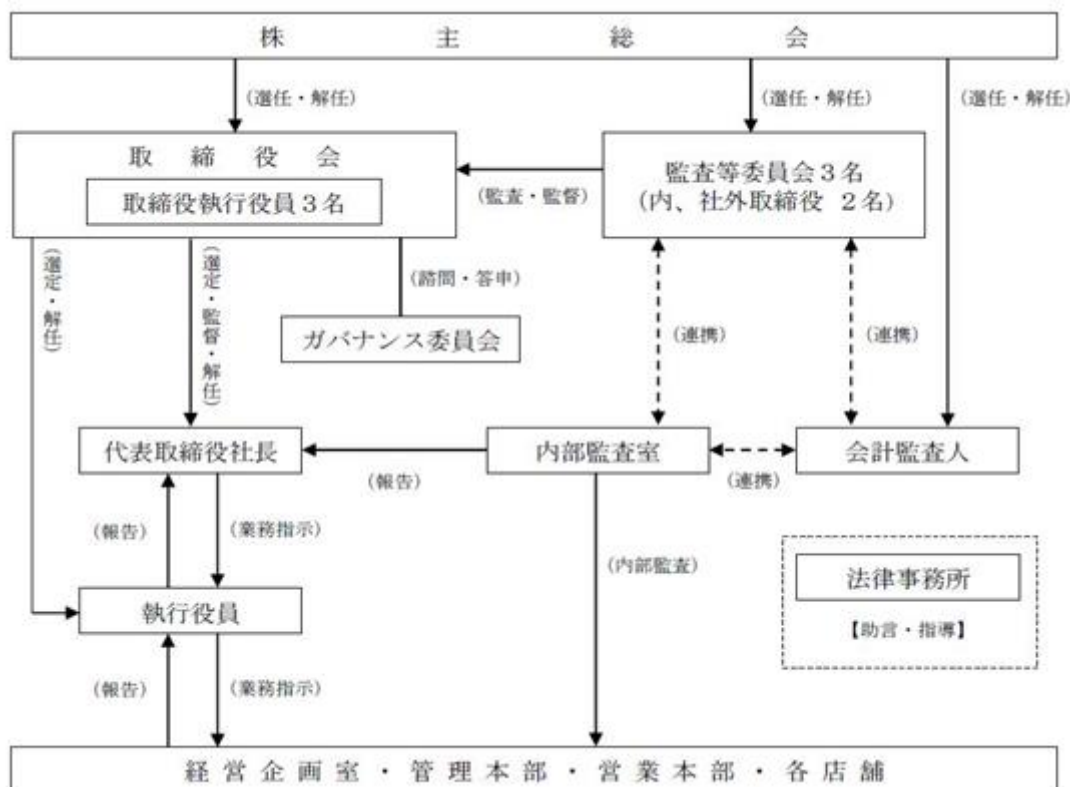 株主総会
(選任・解任)
(選任・解任)
(選任・解任)
取締役会
取締役執行役員3名
(監査・監督)
監査等委員会3名
(内、社外取締役 2名)
(選定・解任)
(選定・監督・解任)
(諮問・答申)
ガバナンス委員会
(連携)
(連携)
代表取締役社長
(報告)
内部監査室
(連携)
会計監査人
(報告)
(業務指示)
(内部監査)
執行役員
法律事務所
【助言・指導】
(報告)
(業務指示)
経営企画室・管理本部・営業本部・各店舗